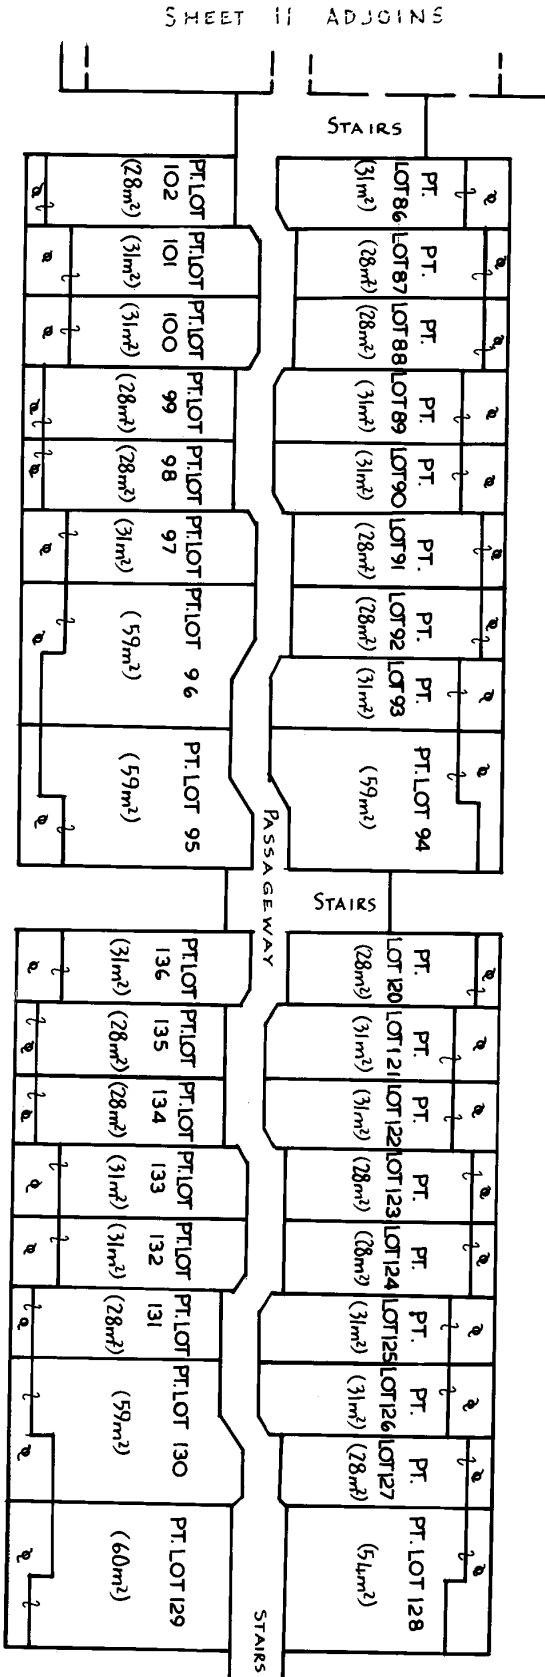 SHEET 11 ADJOINS
STAIRS
PT. LOT 86 (31m²)
PT. LOT 87 (28m²)
PT. LOT 88 (28m²)
PT. LOT 89 (31m²)
PT. LOT 90 (31m²)
PT. LOT 91 (28m²)
PT. LOT 92 (28m²)
PT. LOT 93 (31m²)
PT. LOT 94 (59m²)
PT. LOT 102 (28m²)
PT. LOT 101 (31m²)
PT. LOT 100 (31m²)
PT. LOT 99 (28m²)
PT. LOT 98 (28m²)
PT. LOT 97 (31m²)
PT. LOT 96 (59m²)
PT. LOT 95 (59m²)
PASSAGEWAY
STAIRS
PT. LOT 120 (28m²)
PT. LOT 121 (31m²)
PT. LOT 122 (31m²)
PT. LOT 123 (28m²)
PT. LOT 124 (28m²)
PT. LOT 125 (31m²)
PT. LOT 126 (31m²)
PT. LOT 127 (28m²)
PT. LOT 128 (54m²)
PT. LOT 136 (31m²)
PT. LOT 135 (28m²)
PT. LOT 134 (28m²)
PT. LOT 133 (31m²)
PT. LOT 132 (31m²)
PT. LOT 131 (28m²)
PT. LOT 130 (59m²)
PT. LOT 129 (60m²)
STAIRS